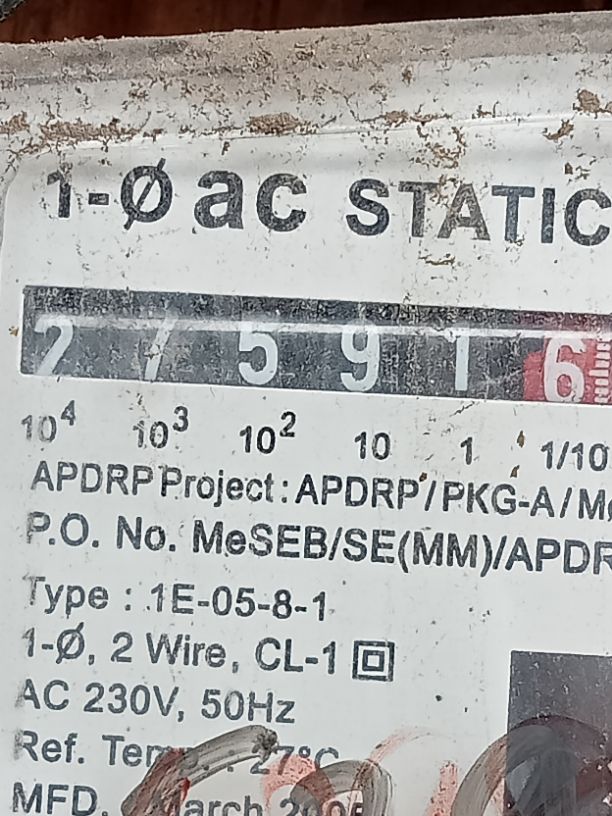 1-Ø ac STATIC
2 7 5 9 1 6
10⁴ 10³ 10² 10 1 1/10
APDRP Project : APDRP/PKG-A/M
P.O. No. MeSEB/SE(MM)/APDR
Type : 1E-05-8-1
1-Ø, 2 Wire, CL-1
AC 230V, 50Hz
Ref. Temp. : 27°C
MFD. March